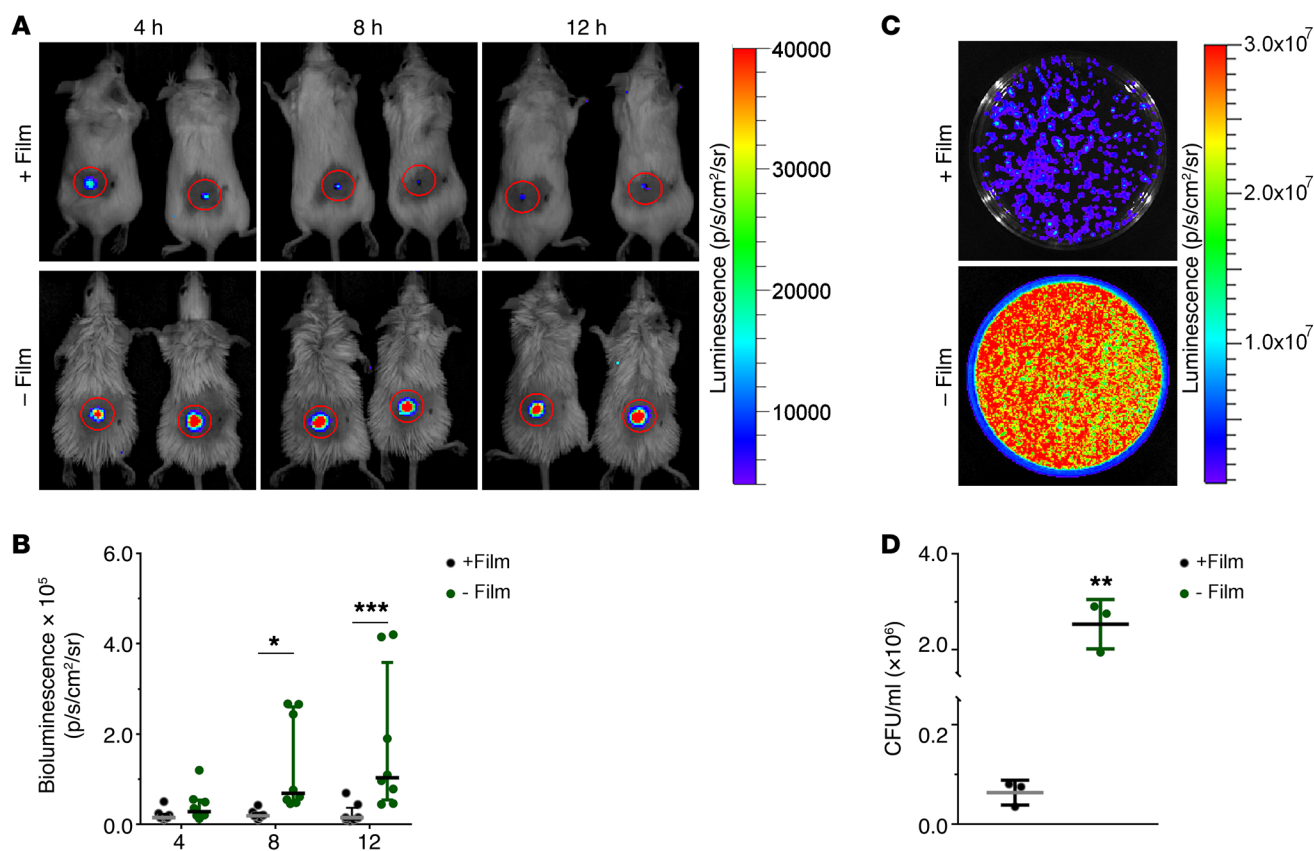 A
4 h
8 h
12 h
+ Film
– Film
40000
30000
20000
10000
Luminescence (p/s/cm²/sr)
C
+ Film
– Film
3.0x10⁷
2.0x10⁷
1.0x10⁷
Luminescence (p/s/cm²/sr)
B
Bioluminescence × 10⁵
(p/s/cm²/sr)
6.0
4.0
2.0
0.0
4
8
12
*
***
+Film
- Film
D
CFU/ml (×10⁶)
4.0
2.0
0.2
0.0
**
+Film
- Film